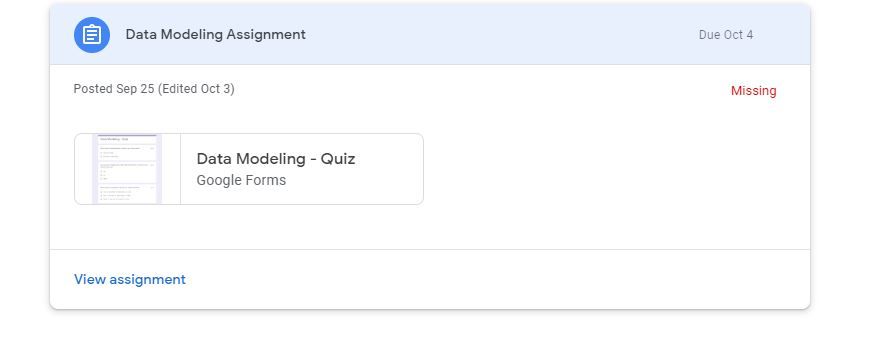 Data Modeling Assignment
Due Oct 4
Posted Sep 25 (Edited Oct 3)
Missing
Data Modeling - Quiz
Google Forms
View assignment